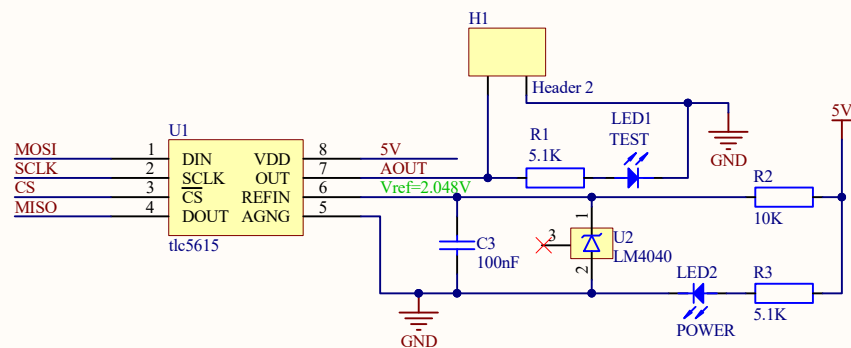 H1
Header 2
U1
MOSI 1 DIN VDD 8 5V
SCLK 2 SCLK OUT 7 AOUT
CS 3 CS REFIN 6 Vref=2.048V
MISO 4 DOUT AGNG 5
tlc5615
R1
5.1K
LED1
TEST
GND
5V
R2
10K
C3
100nF
1
3
U2
LM4040
2
LED2
POWER
R3
5.1K
GND